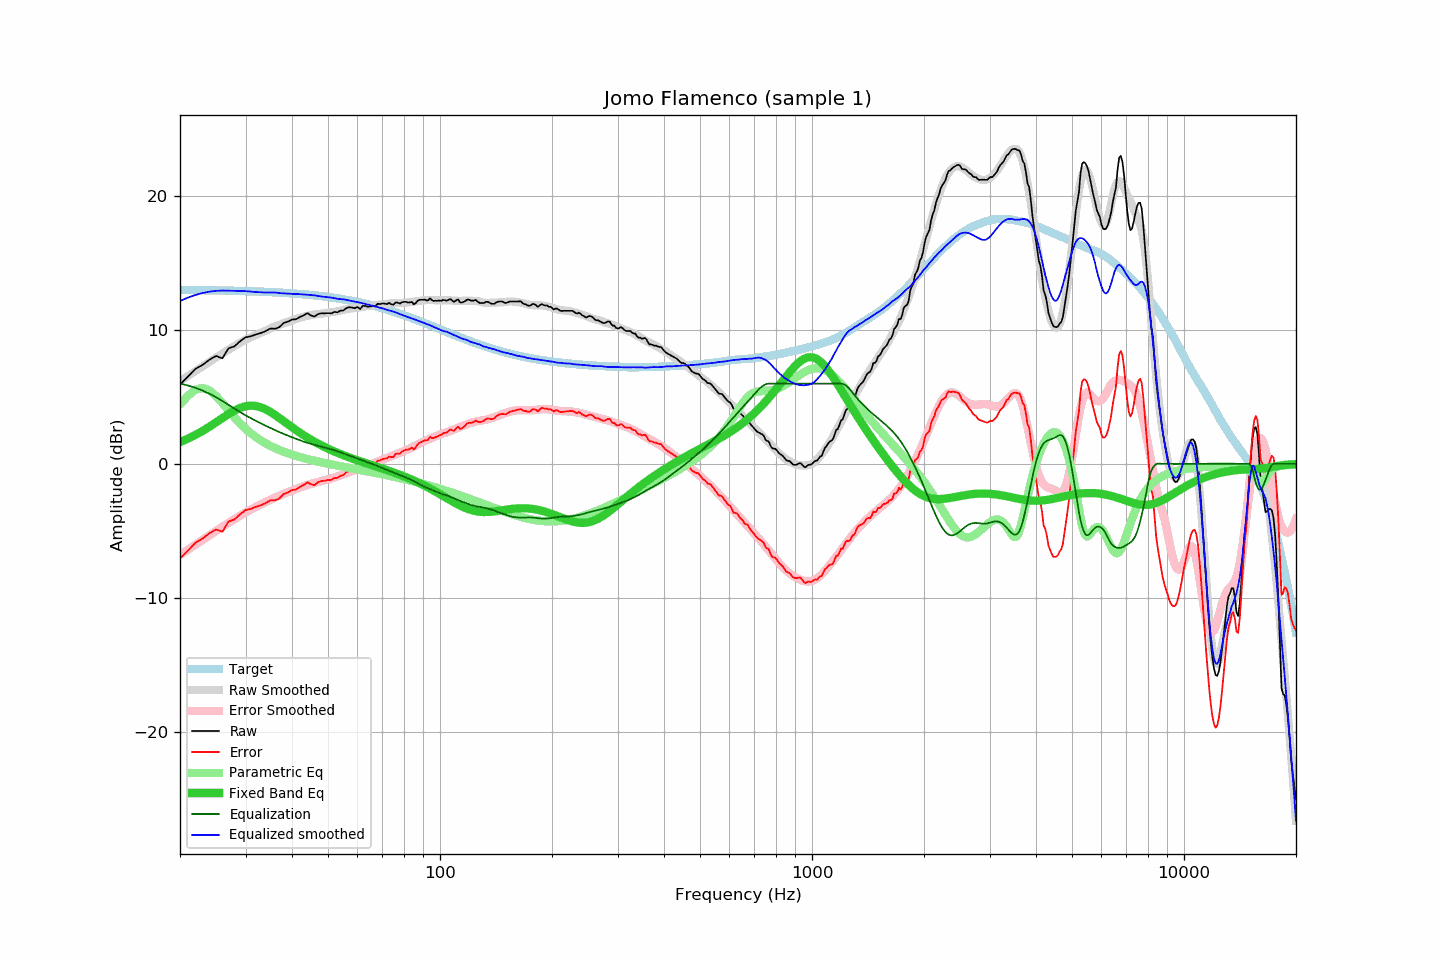 Jomo Flamenco (sample 1)
Amplitude (dBr)
20
10
0
−10
−20
Target
Raw Smoothed
Error Smoothed
Raw
Error
Parametric Eq
Fixed Band Eq
Equalization
Equalized smoothed
100 1000 10000
Frequency (Hz)